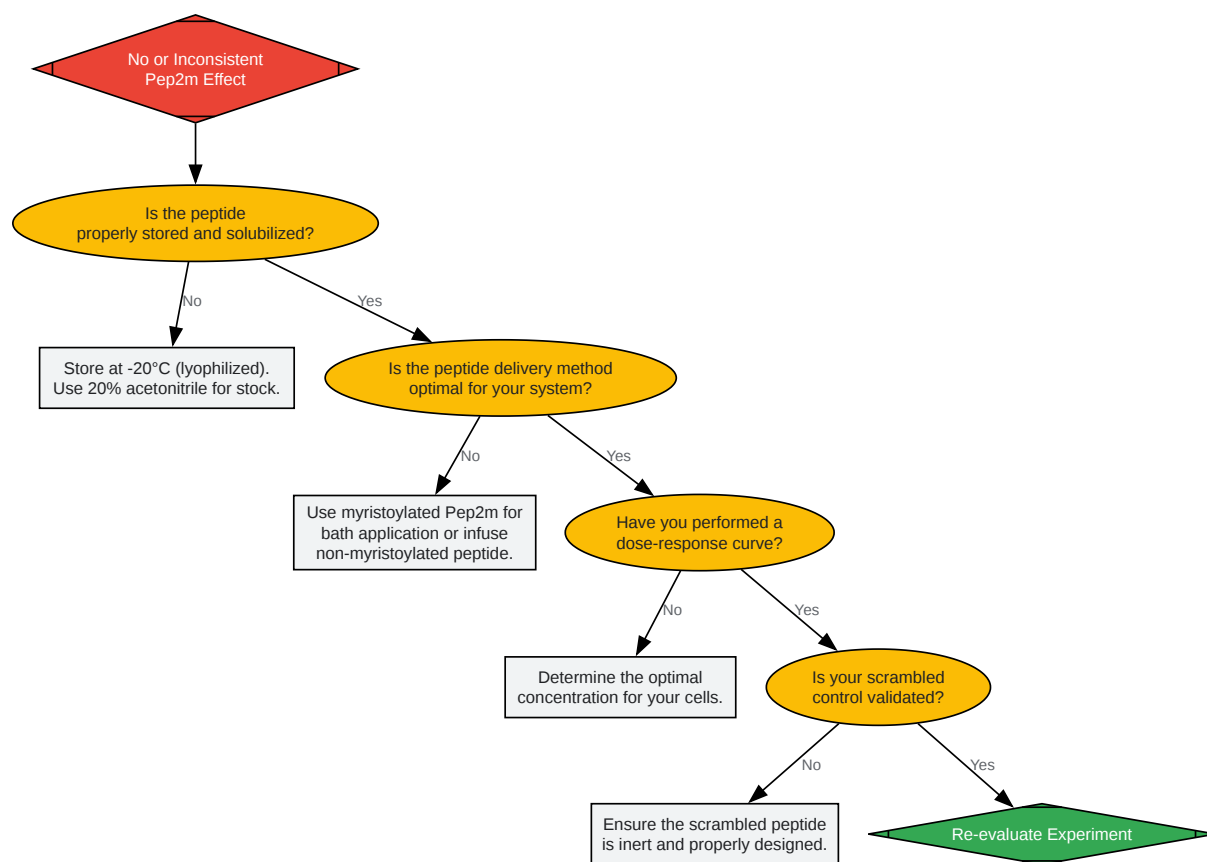 No or Inconsistent
Pep2m Effect
Is the peptide
properly stored and solubilized?
No
Yes
Store at -20°C (lyophilized).
Use 20% acetonitrile for stock.
Is the peptide delivery method
optimal for your system?
No
Yes
Use myristoylated Pep2m for
bath application or infuse
non-myristoylated peptide.
Have you performed a
dose-response curve?
No
Yes
Determine the optimal
concentration for your cells.
Is your scrambled
control validated?
No
Yes
Ensure the scrambled peptide
is inert and properly designed.
Re-evaluate Experiment